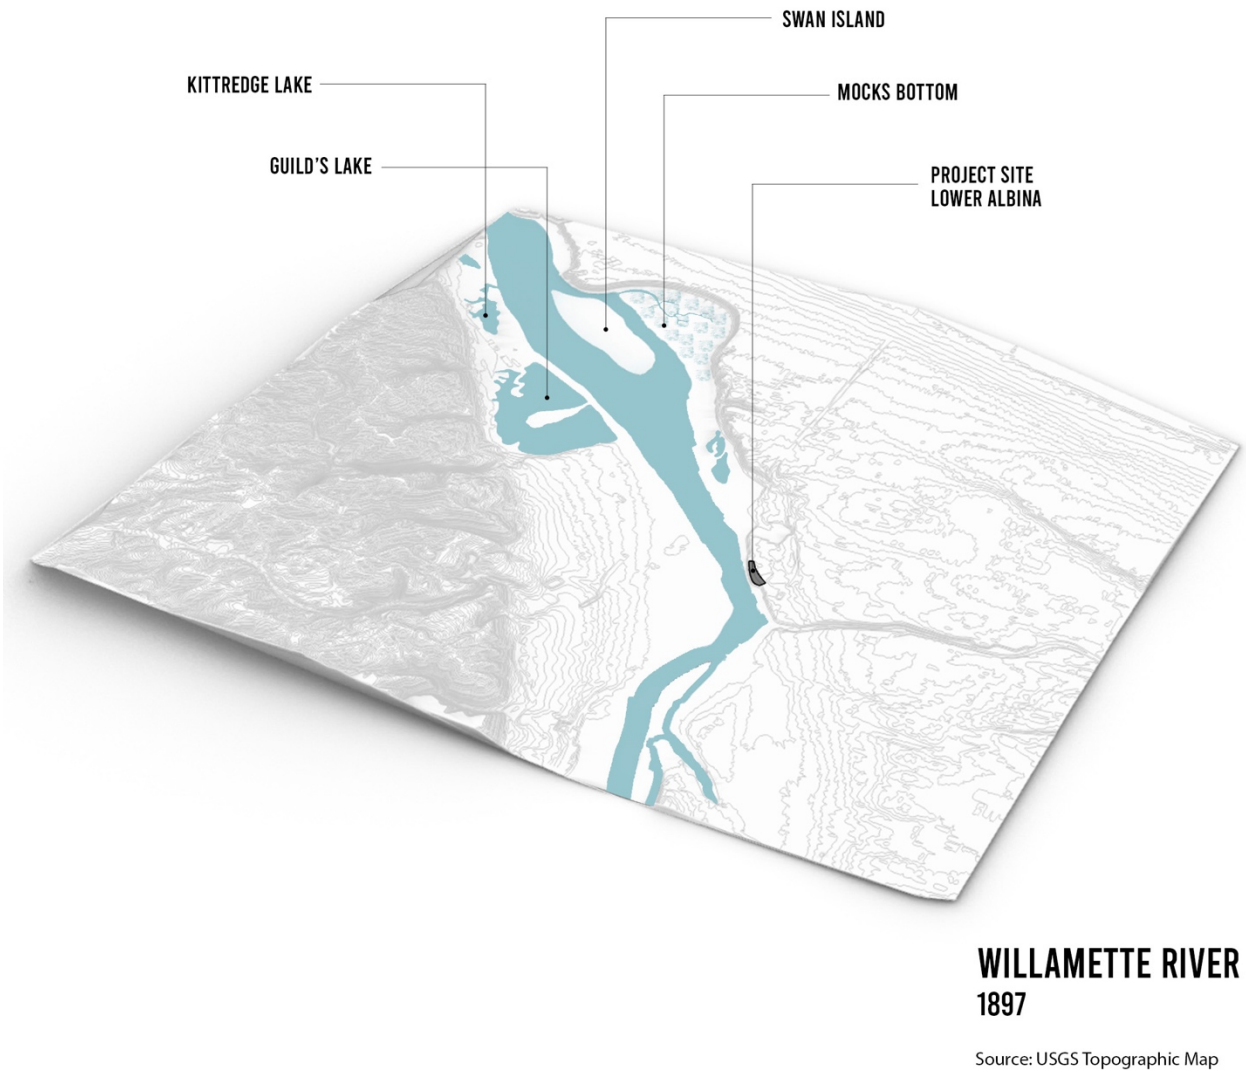 SWAN ISLAND
KITTREDGE LAKE
MOCKS BOTTOM
GUILD'S LAKE
PROJECT SITE
LOWER ALBINA
WILLAMETTE RIVER
1897
Source: USGS Topographic Map